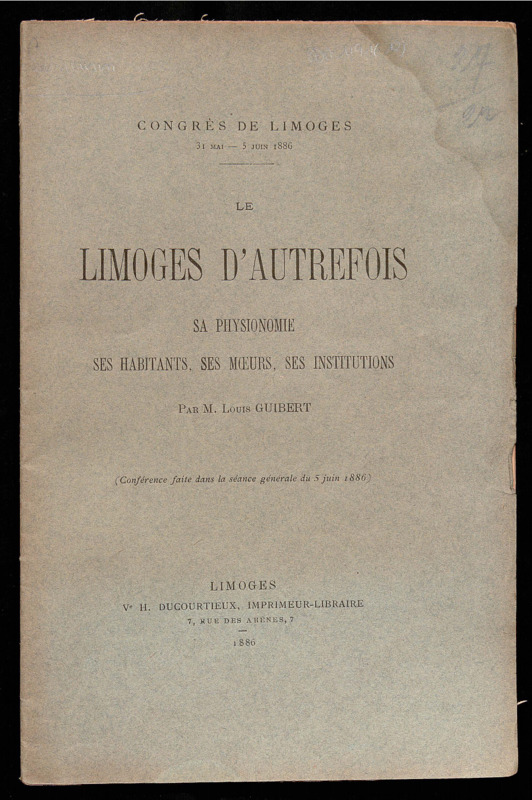 CONGRÈS DE LIMOGES
31 MAI — 5 JUIN 1886
LE
LIMOGES D'AUTREFOIS
SA PHYSIONOMIE
SES HABITANTS, SES MŒURS, SES INSTITUTIONS
PAR M. LOUIS GUIBERT
(Conférence faite dans la séance générale du 5 juin 1886)
LIMOGES
Ve H. DUCOURTIEUX, IMPRIMEUR-LIBRAIRE
7, RUE DES ARÈNES, 7
1886